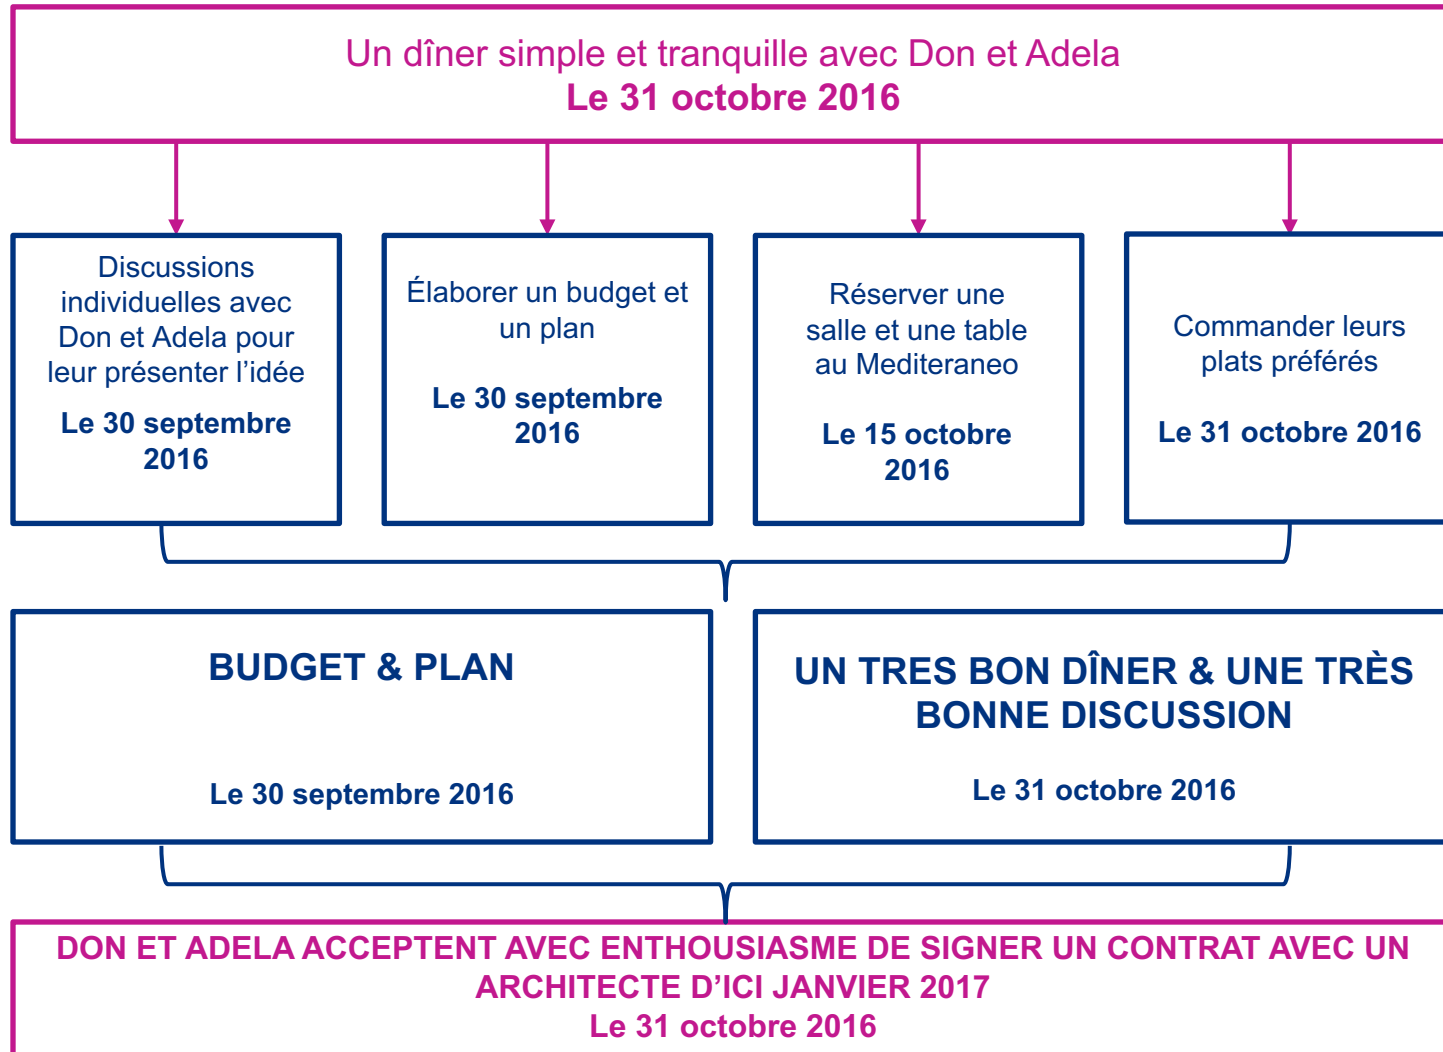 Un dîner simple et tranquille avec Don et Adela
Le 31 octobre 2016
Discussions
individuelles avec
Don et Adela pour
leur présenter l’idée
Le 30 septembre
2016
Élaborer un budget et
un plan
Le 30 septembre
2016
Réserver une
salle et une table
au Mediteraneo
Le 15 octobre
2016
Commander leurs
plats préférés
Le 31 octobre 2016
BUDGET & PLAN
Le 30 septembre 2016
UN TRES BON DÎNER & UNE TRÈS
BONNE DISCUSSION
Le 31 octobre 2016
DON ET ADELA ACCEPTENT AVEC ENTHOUSIASME DE SIGNER UN CONTRAT AVEC UN
ARCHITECTE D’ICI JANVIER 2017
Le 31 octobre 2016